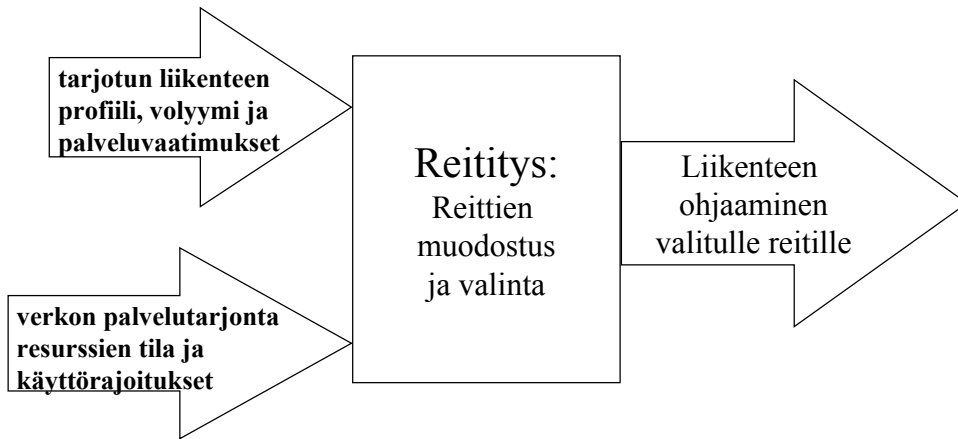 tarjotun liikenteen
profiili, volyymi ja
palveluvaatimukset
verkon palvelutarjonta
resurssien tila ja
käyttörajoitukset
Reititys:
Reittien
muodostus
ja valinta
Liikenteen
ohjaaminen
valitulle reitille